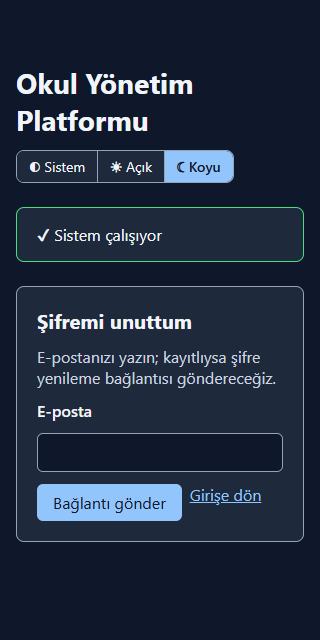 Okul Yönetim
Platformu
◐ Sistem ☀ Açık ☾ Koyu
✓ Sistem çalışıyor
Şifremi unuttum
E-postanızı yazın; kayıtlıysa şifre
yenileme bağlantısı göndereceğiz.
E-posta
Bağlantı gönder Girişe dön